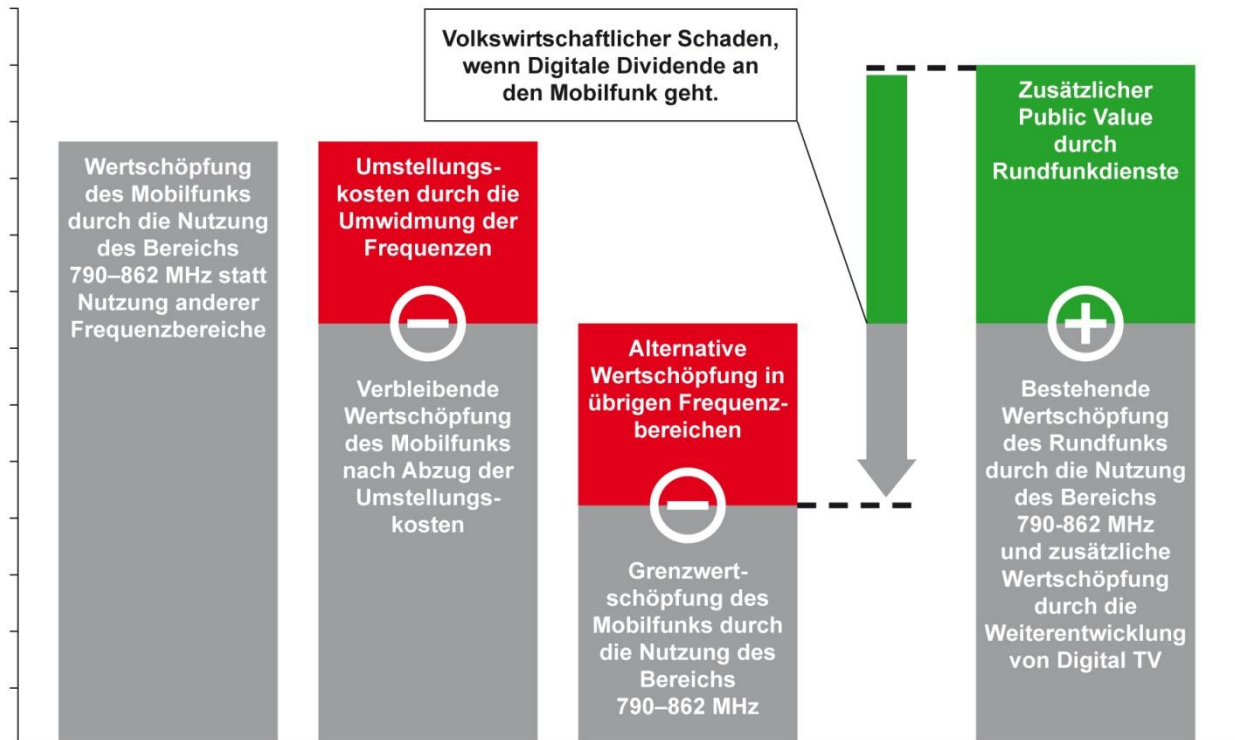 Volkswirtschaftlicher Schaden,
wenn Digitale Dividende an
den Mobilfunk geht.
Wertschöpfung
des Mobilfunks
durch die Nutzung
des Bereichs
790–862 MHz statt
Nutzung anderer
Frequenzbereiche
Umstellungs-
kosten durch die
Umwidmung der
Frequenzen
Verbleibende
Wertschöpfung
des Mobilfunks
nach Abzug der
Umstellungs-
kosten
Alternative
Wertschöpfung in
übrigen Frequenz-
bereichen
Grenzwert-
schöpfung des
Mobilfunks durch
die Nutzung des
Bereichs
790–862 MHz
Zusätzlicher
Public Value
durch
Rundfunkdienste
Bestehende
Wertschöpfung
des Rundfunks
durch die Nutzung
des Bereichs
790-862 MHz
und zusätzliche
Wertschöpfung
durch die
Weiterentwicklung
von Digital TV